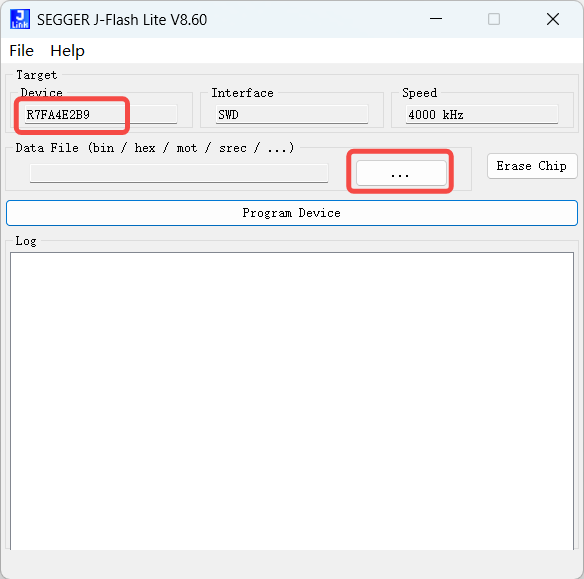 J
LINK
SEGGER J-Flash Lite V8.60
File Help
Target
Device Interface Speed
R7FA4E2B9 SWD 4000 kHz
Data File (bin / hex / mot / srec / ...)
... Erase Chip
Program Device
Log